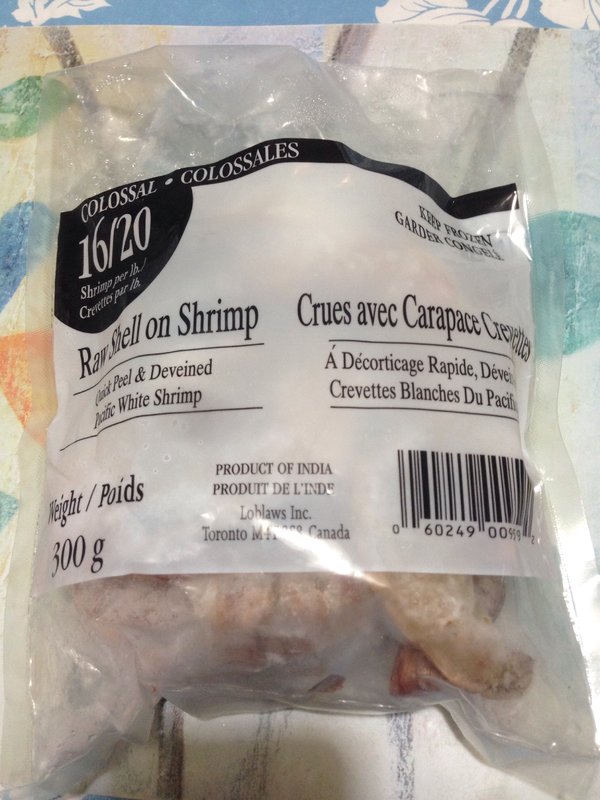 COLOSSAL • COLOSSALES
16/20
Shrimp per lb./
Crevettes par lb.
KEEP FROZEN
GARDER CONGELÉ
Raw Shell on Shrimp
Quick Peel & Deveined
Pacific White Shrimp
Crues avec Carapace Crevettes
Á Décorticage Rapide,
Crevettes Blanches Du
Weight / Poids
300 g
PRODUCT OF INDIA
PRODUIT DE L'INDE
Loblaws Inc.
Toronto Canada
0 60249